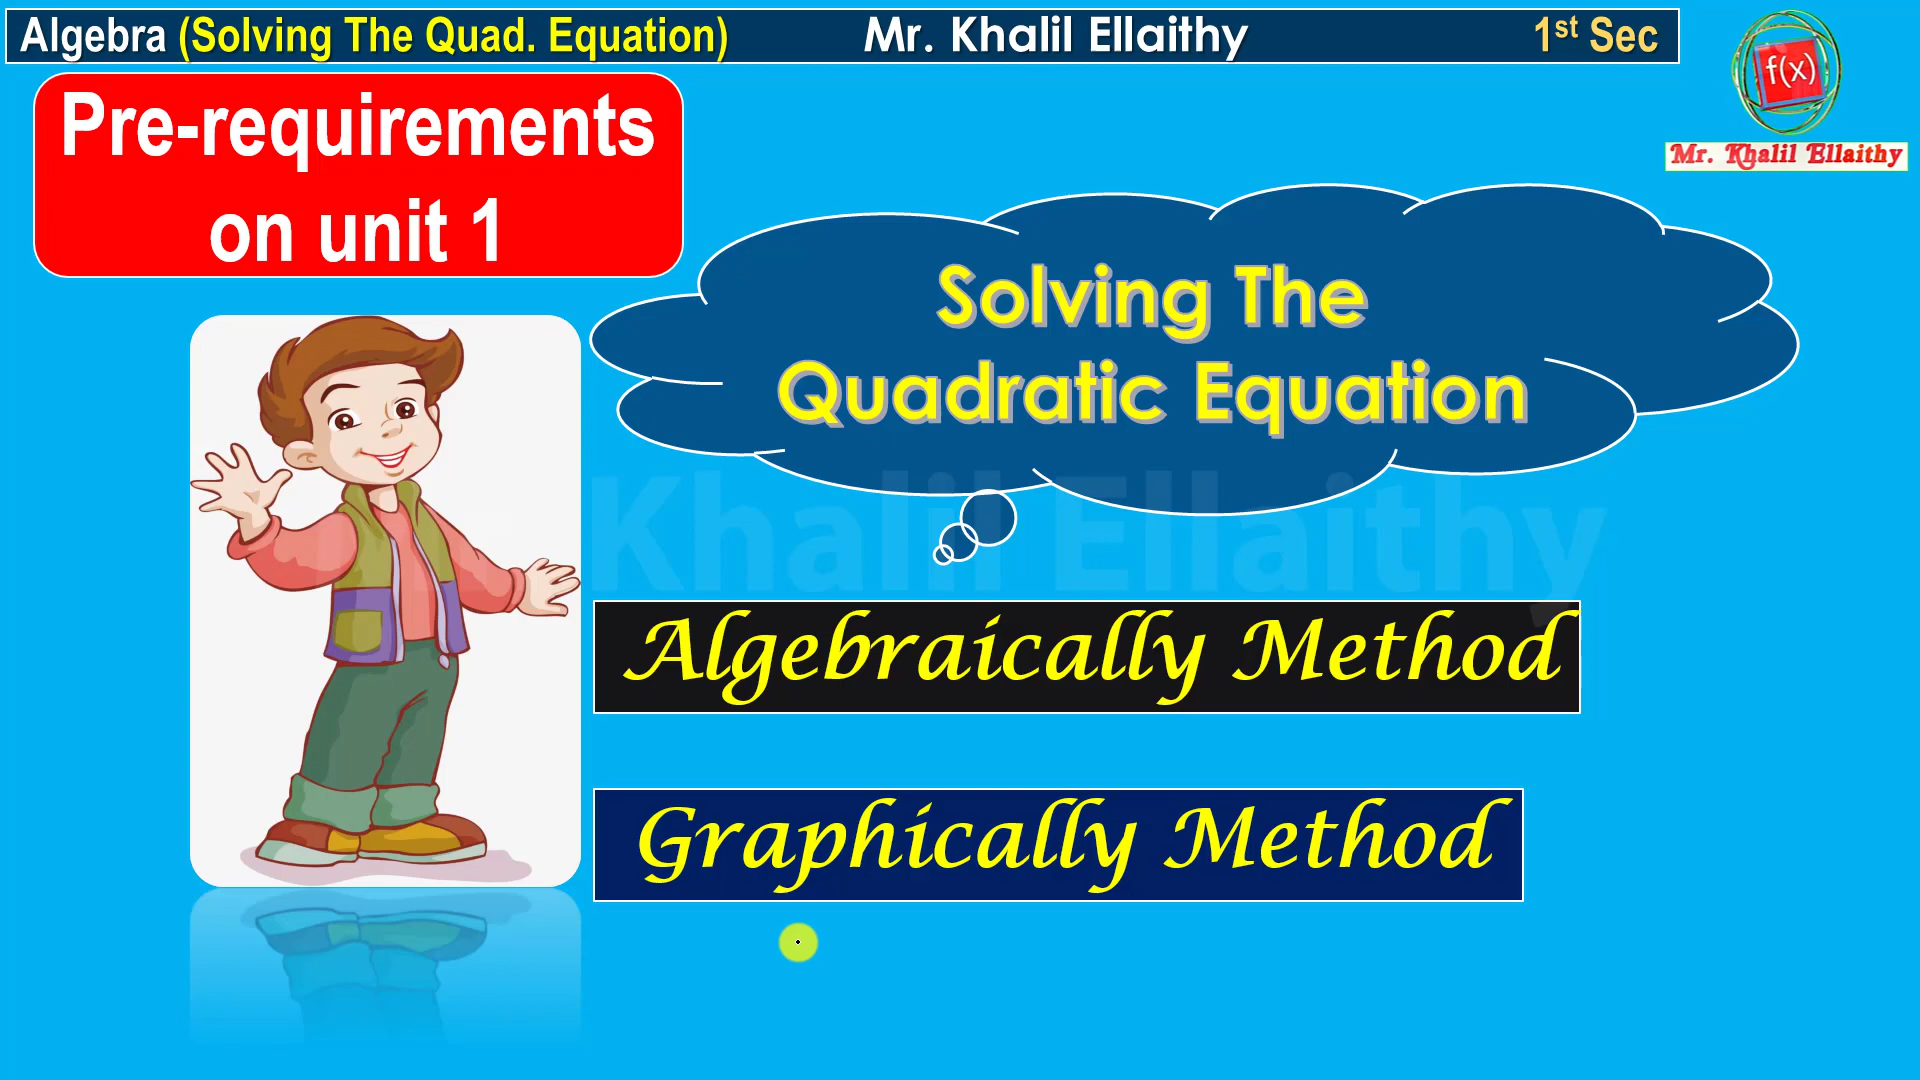 Algebra (Solving The Quad. Equation) Mr. Khalil Ellaithy 1st Sec
f(x)
Mr. Khalil Ellaithy
Pre-requirements
on unit 1
Solving The
Quadratic Equation
Khalil Ellaithy
Algebraically Method
Graphically Method